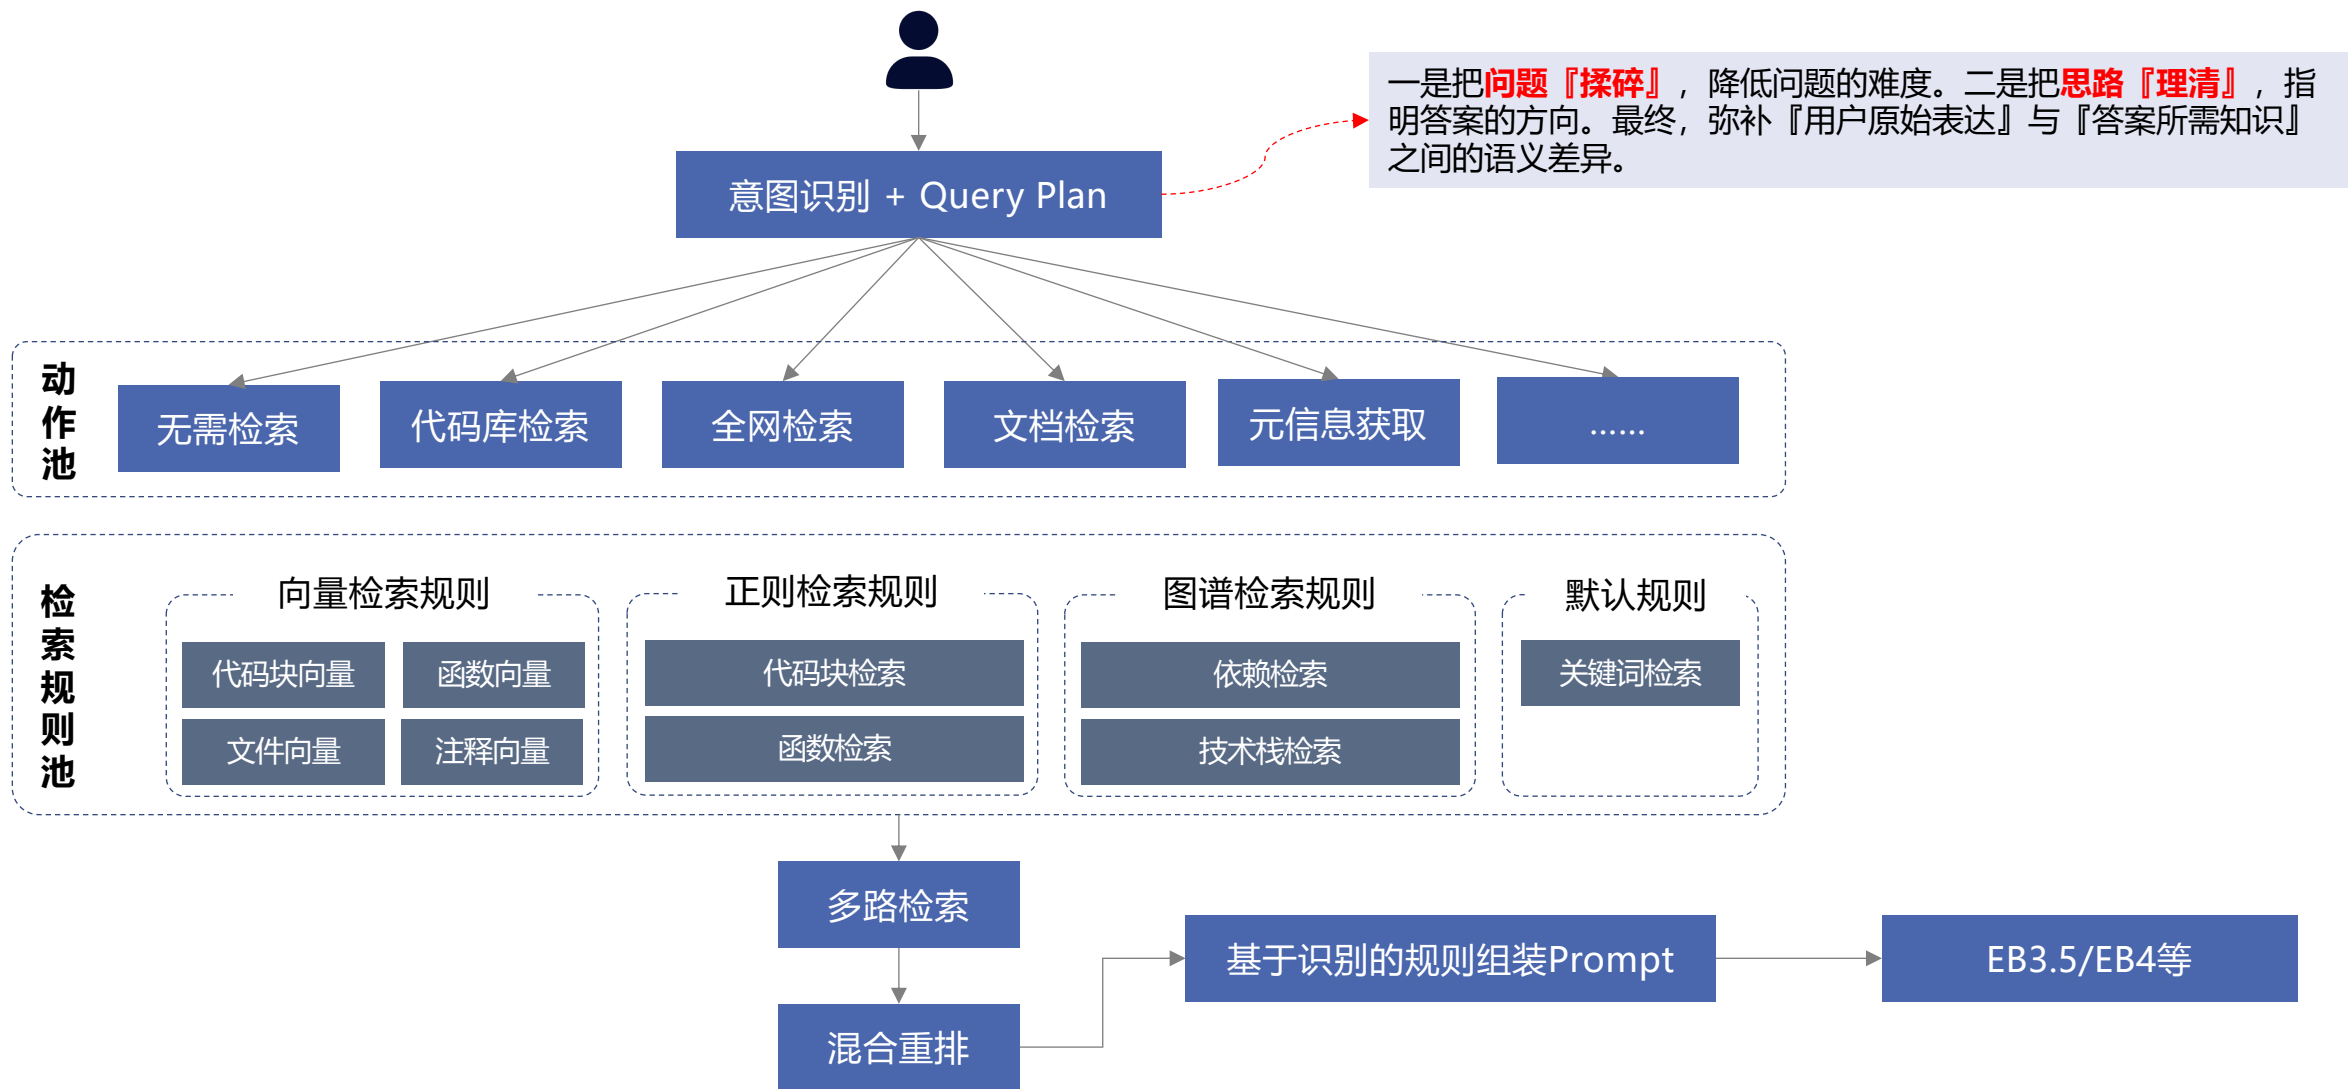 一是把问题『揉碎』，降低问题的难度。二是把思路『理清』，指
明答案的方向。最终，弥补『用户原始表达』与『答案所需知识』
之间的语义差异。
意图识别 + Query Plan
动作池
无需检索
代码库检索
全网检索
文档检索
元信息获取
......
检索规则池
向量检索规则
代码块向量
函数向量
文件向量
注释向量
正则检索规则
代码块检索
函数检索
图谱检索规则
依赖检索
技术栈检索
默认规则
关键词检索
多路检索
混合重排
基于识别的规则组装Prompt
EB3.5/EB4等